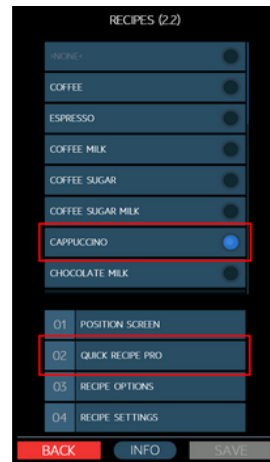 RECIPES (2.2)
<NONE>
COFFEE
ESPRESSO
COFFEE MILK
COFFEE SUGAR
COFFEE SUGAR MILK
CAPPUCCINO
CHOCOLATE MILK
01 POSITION SCREEN
02 QUICK RECIPE PRO
03 RECIPE OPTIONS
04 RECIPE SETTINGS
BACK INFO SAVE